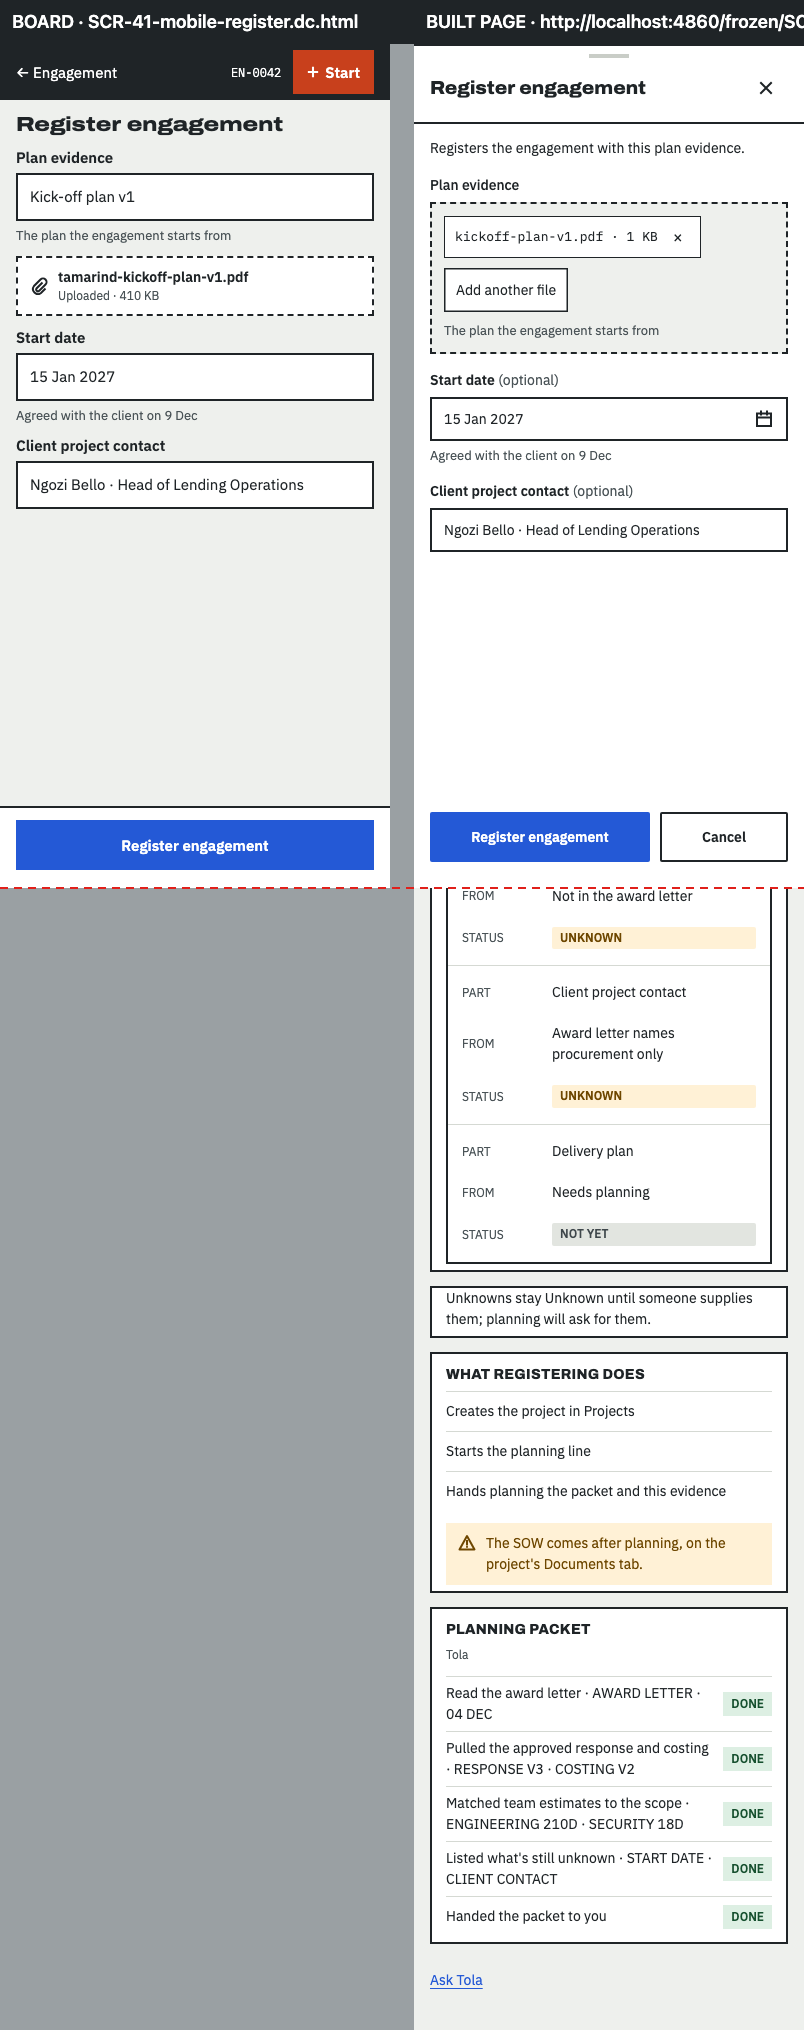 BOARD · SCR-41-mobile-register.dc.html
← Engagement
EN-0042
+ Start
Register engagement
Plan evidence
Kick-off plan v1
The plan the engagement starts from
tamarind-kickoff-plan-v1.pdf
Uploaded · 410 KB
Start date
15 Jan 2027
Agreed with the client on 9 Dec
Client project contact
Ngozi Bello · Head of Lending Operations
Register engagement
BUILT PAGE · http://localhost:4860/frozen/SC
Register engagement
Registers the engagement with this plan evidence.
Plan evidence
kickoff-plan-v1.pdf · 1 KB ×
Add another file
The plan the engagement starts from
Start date (optional)
15 Jan 2027
Agreed with the client on 9 Dec
Client project contact (optional)
Ngozi Bello · Head of Lending Operations
Register engagement
Cancel
FROM Not in the award letter
STATUS UNKNOWN
PART Client project contact
FROM Award letter names
procurement only
STATUS UNKNOWN
PART Delivery plan
FROM Needs planning
STATUS NOT YET
Unknowns stay Unknown until someone supplies
them; planning will ask for them.
WHAT REGISTERING DOES
Creates the project in Projects
Starts the planning line
Hands planning the packet and this evidence
The SOW comes after planning, on the
project's Documents tab.
PLANNING PACKET
Tola
Read the award letter · AWARD LETTER ·
04 DEC
DONE
Pulled the approved response and costing
· RESPONSE V3 · COSTING V2
DONE
Matched team estimates to the scope ·
ENGINEERING 210D · SECURITY 18D
DONE
Listed what's still unknown · START DATE ·
CLIENT CONTACT
DONE
Handed the packet to you
DONE
Ask Tola